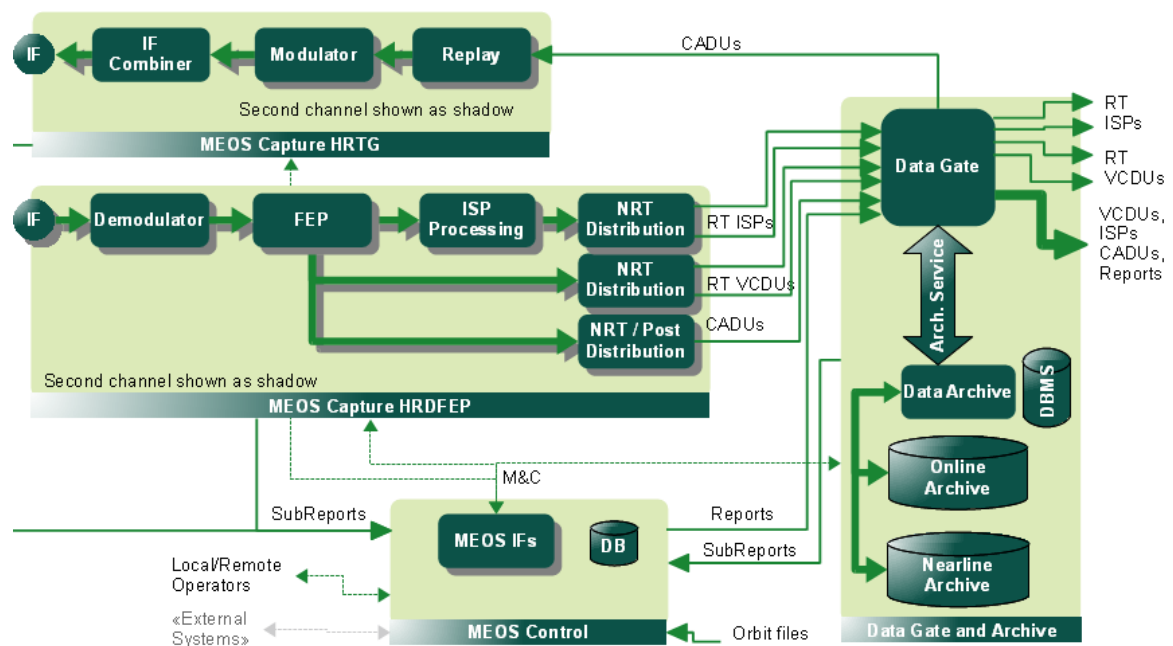 CADUs
IF
IF
Combiner
Modulator
Replay
Second channel shown as shadow
MEOS Capture HRTG
Data Gate
RT
ISPs
RT
VCDUs
VCDUs,
ISPs
CADUs,
Reports
IF
Demodulator
FEP
ISP
Processing
NRT
Distribution
RT ISPs
NRT
Distribution
RT VCDUs
NRT / Post
Distribution
CADUs
Second channel shown as shadow
MEOS Capture HRDFEP
Arch. Service
Data Archive
DBMS
Online
Archive
Nearline
Archive
Data Gate and Archive
M&C
SubReports
MEOS IFs
DB
Reports
SubReports
Local/Remote
Operators
«External
Systems»
MEOS Control
Orbit files